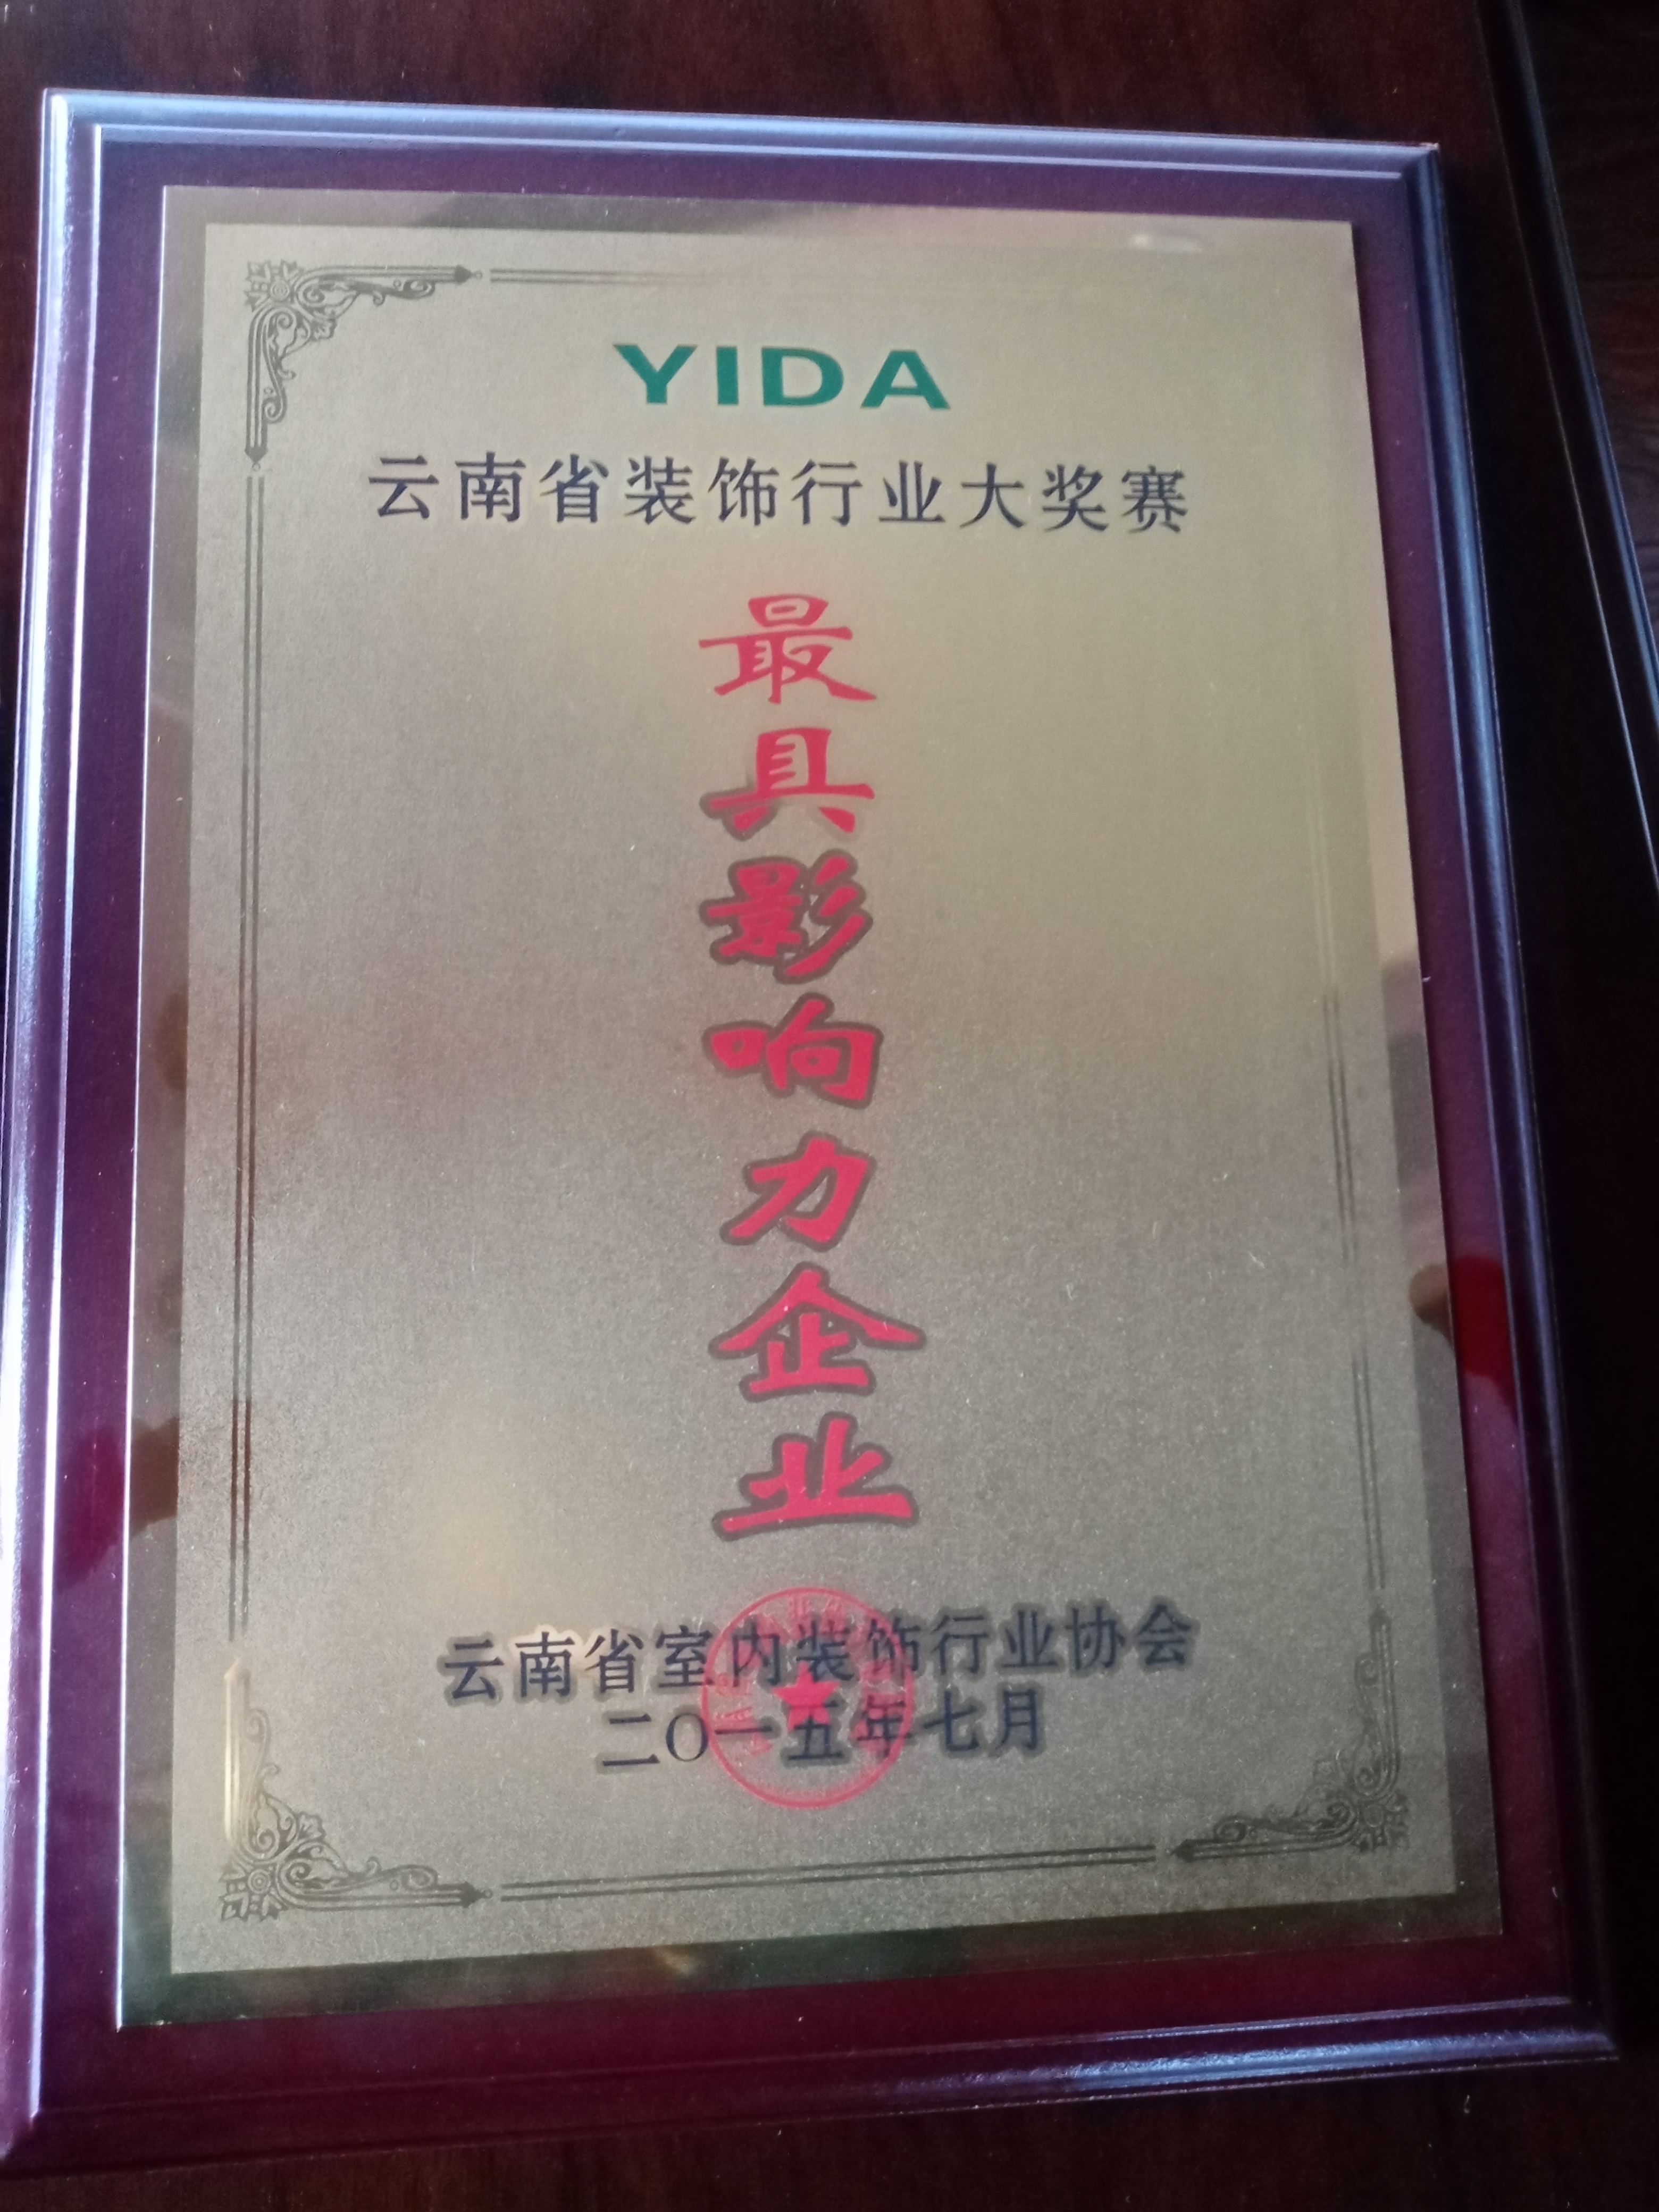 YIDA
云南省装饰行业大奖赛
最具影响力企业
云南省室内装饰行业协会
二〇一五年七月